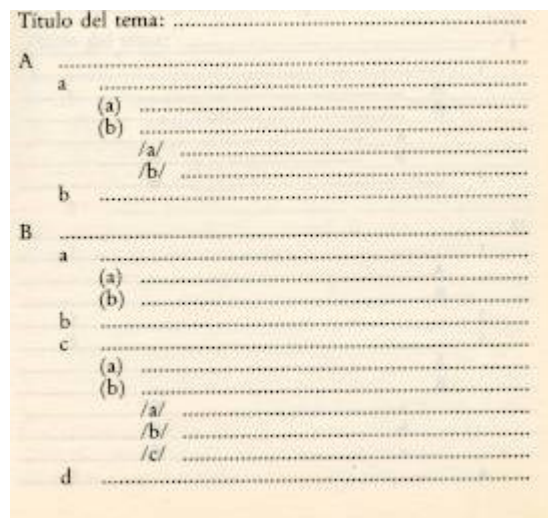 Título del tema: ........................................
A ........................................
a ........................................
(a) ........................................
(b) ........................................
/a/ ........................................
/b/ ........................................
b ........................................
B ........................................
a ........................................
(a) ........................................
(b) ........................................
b ........................................
c ........................................
(a) ........................................
(b) ........................................
/a/ ........................................
/b/ ........................................
/c/ ........................................
d ........................................